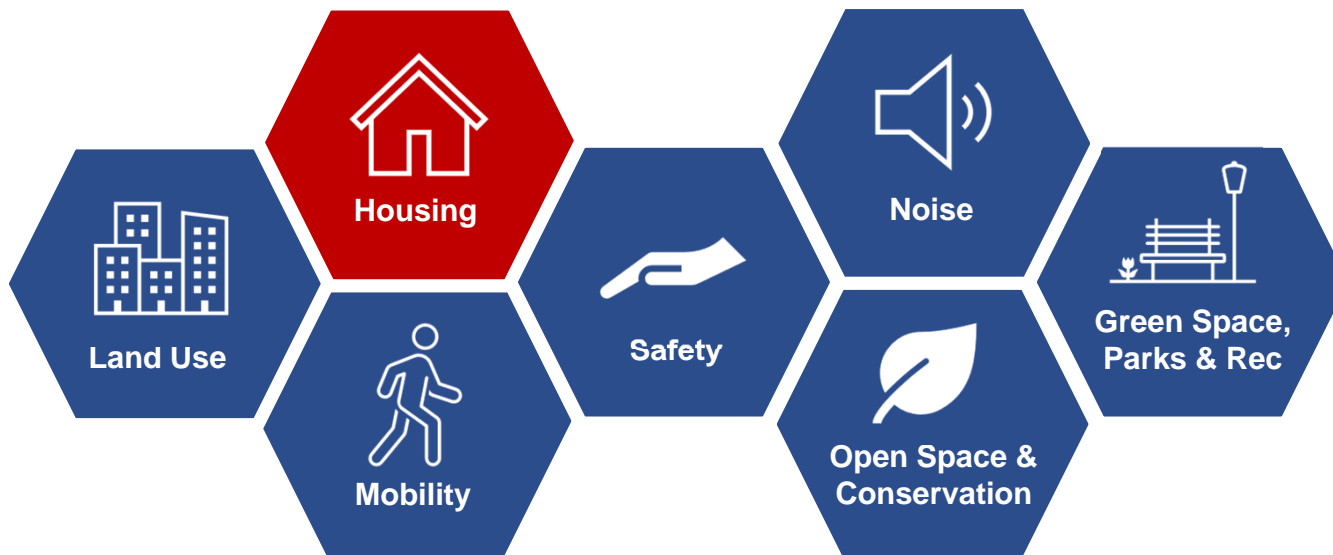 Housing
Noise
Land Use
Safety
Green Space,
Parks & Rec
Mobility
Open Space &
Conservation